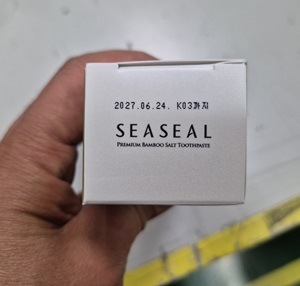 2027.06.24. K03까지
SEASEAL
PREMIUM BAMBOO SALT TOOTHPASTE